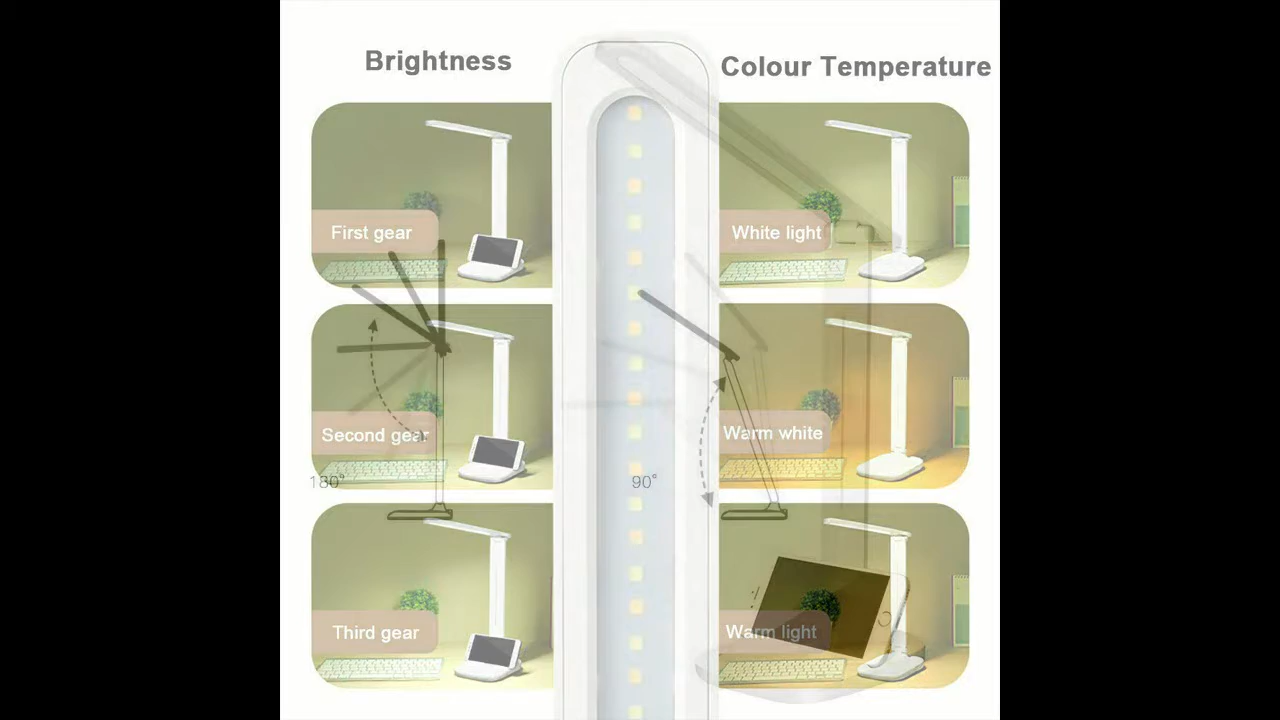 Brightness
Colour Temperature
First gear
White light
Second gear
Warm white
180°
90°
Third gear
Warm light